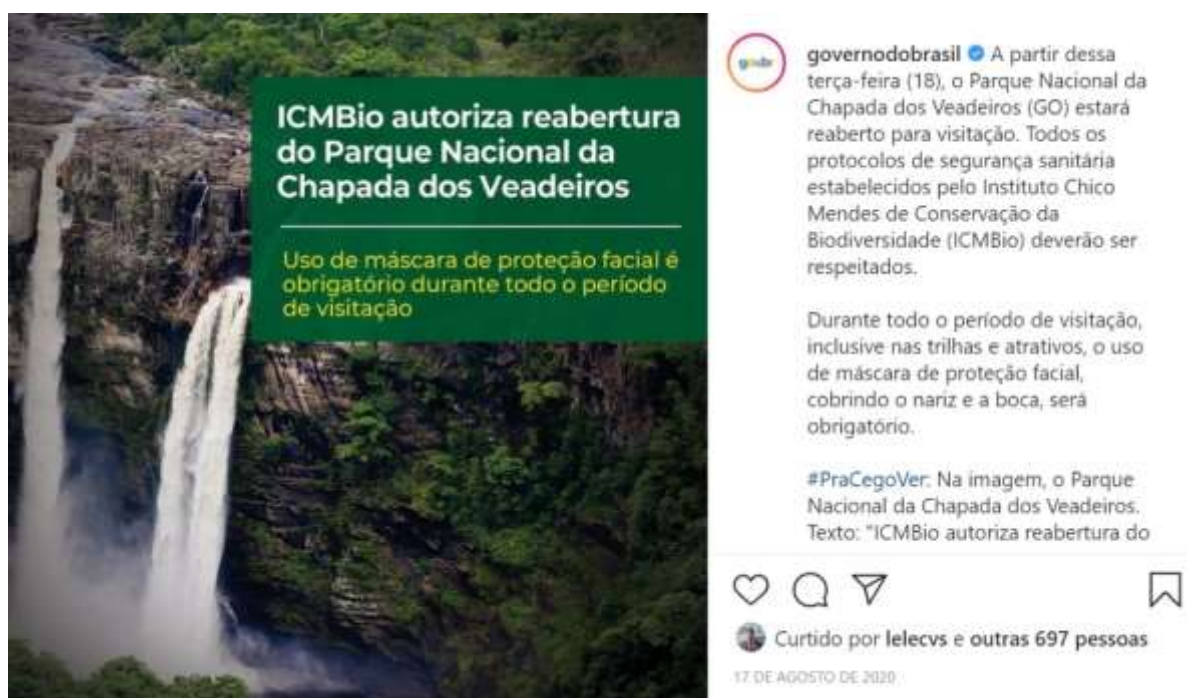 ICMBio autoriza reabertura
do Parque Nacional da
Chapada dos Veadeiros
Uso de máscara de proteção facial é
obrigatório durante todo o período
de visitação
govbr
governodobrasil A partir dessa
terça-feira (18), o Parque Nacional da
Chapada dos Veadeiros (GO) estará
reaberto para visitação. Todos os
protocolos de segurança sanitária
estabelecidos pelo Instituto Chico
Mendes de Conservação da
Biodiversidade (ICMBio) deverão ser
respeitados.
Durante todo o período de visitação,
inclusive nas trilhas e atrativos, o uso
de máscara de proteção facial,
cobrindo o nariz e a boca, será
obrigatório.
#PraCegoVer: Na imagem, o Parque
Nacional da Chapada dos Veadeiros.
Texto: "ICMBio autoriza reabertura do
Curtido por lelecvs e outras 697 pessoas
17 DE AGOSTO DE 2020